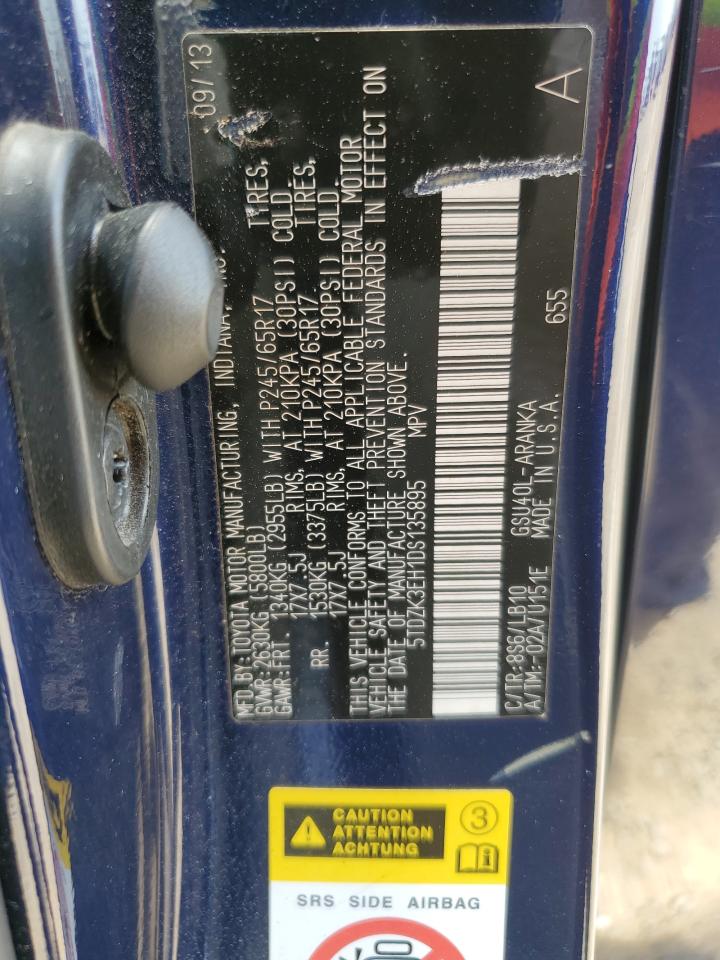 MFD. BY: TOYOTA MOTOR MANUFACTURING, INDIANA, INC. 09/13
GVWR: 2630KG (5800LB)
GAWR: FRT. 1340KG (2955LB) WITH P245/65R17 TIRES,
17X7.5J RIMS, AT 210KPA (30PSI) COLD
RR. 1530KG (3375LB) WITH P245/65R17 TIRES,
17X7.5J RIMS, AT 210KPA (30PSI) COLD
THIS VEHICLE CONFORMS TO ALL APPLICABLE FEDERAL MOTOR
VEHICLE SAFETY AND THEFT PREVENTION STANDARDS IN EFFECT ON
THE DATE OF MANUFACTURE SHOWN ABOVE.
5TDZK3EH1DS135895 MPV
C/TR:8S6/LB10 GSU40L-ARANKA 655 A
A/TM:-02A/U151E MADE IN U.S.A.
CAUTION
ATTENTION
ACHTUNG
3
i
SRS SIDE AIRBAG